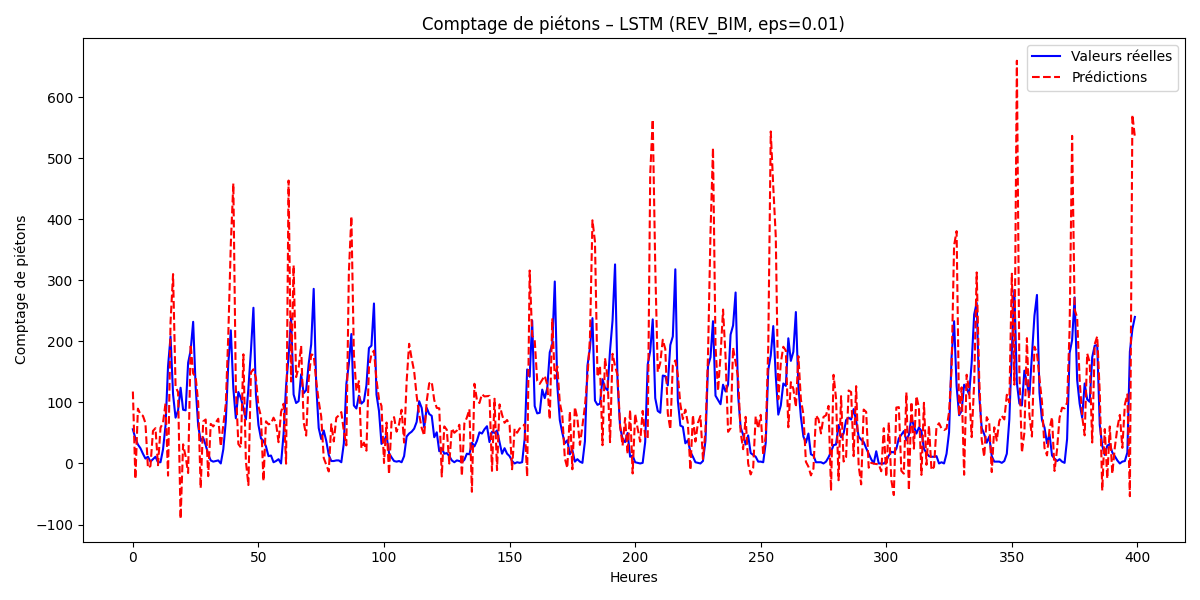 Comptage de piétons – LSTM (REV_BIM, eps=0.01)
Valeurs réelles
Prédictions
Comptage de piétons
600
500
400
300
200
100
0
−100
0 50 100 150 200 250 300 350 400
Heures